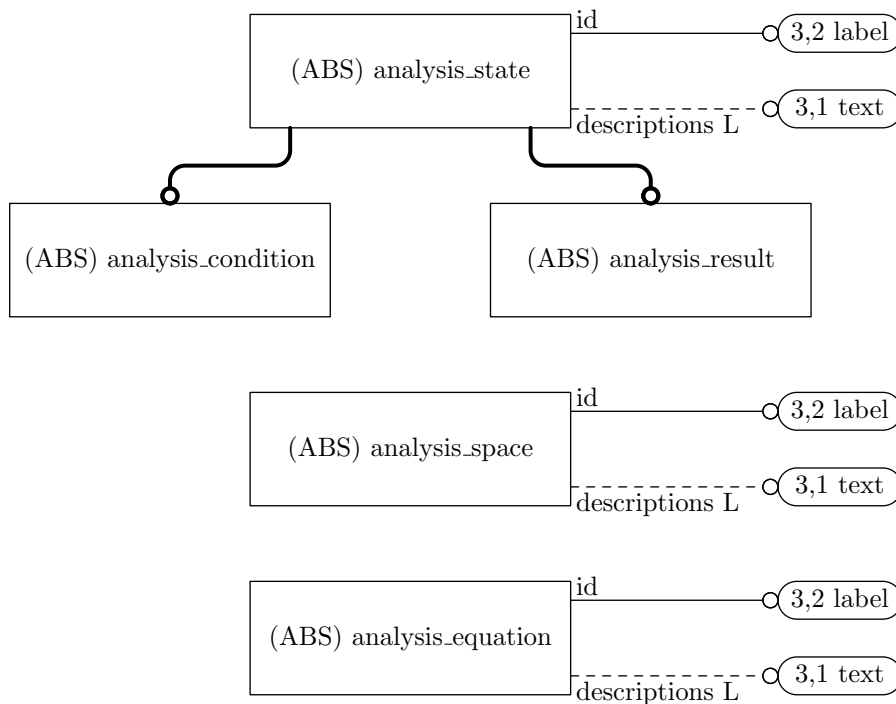 id
3,2 label
(ABS) analysis_state
3,1 text
descriptions L
(ABS) analysis_condition
(ABS) analysis_result
id
3,2 label
(ABS) analysis_space
3,1 text
descriptions L
id
3,2 label
(ABS) analysis_equation
3,1 text
descriptions L